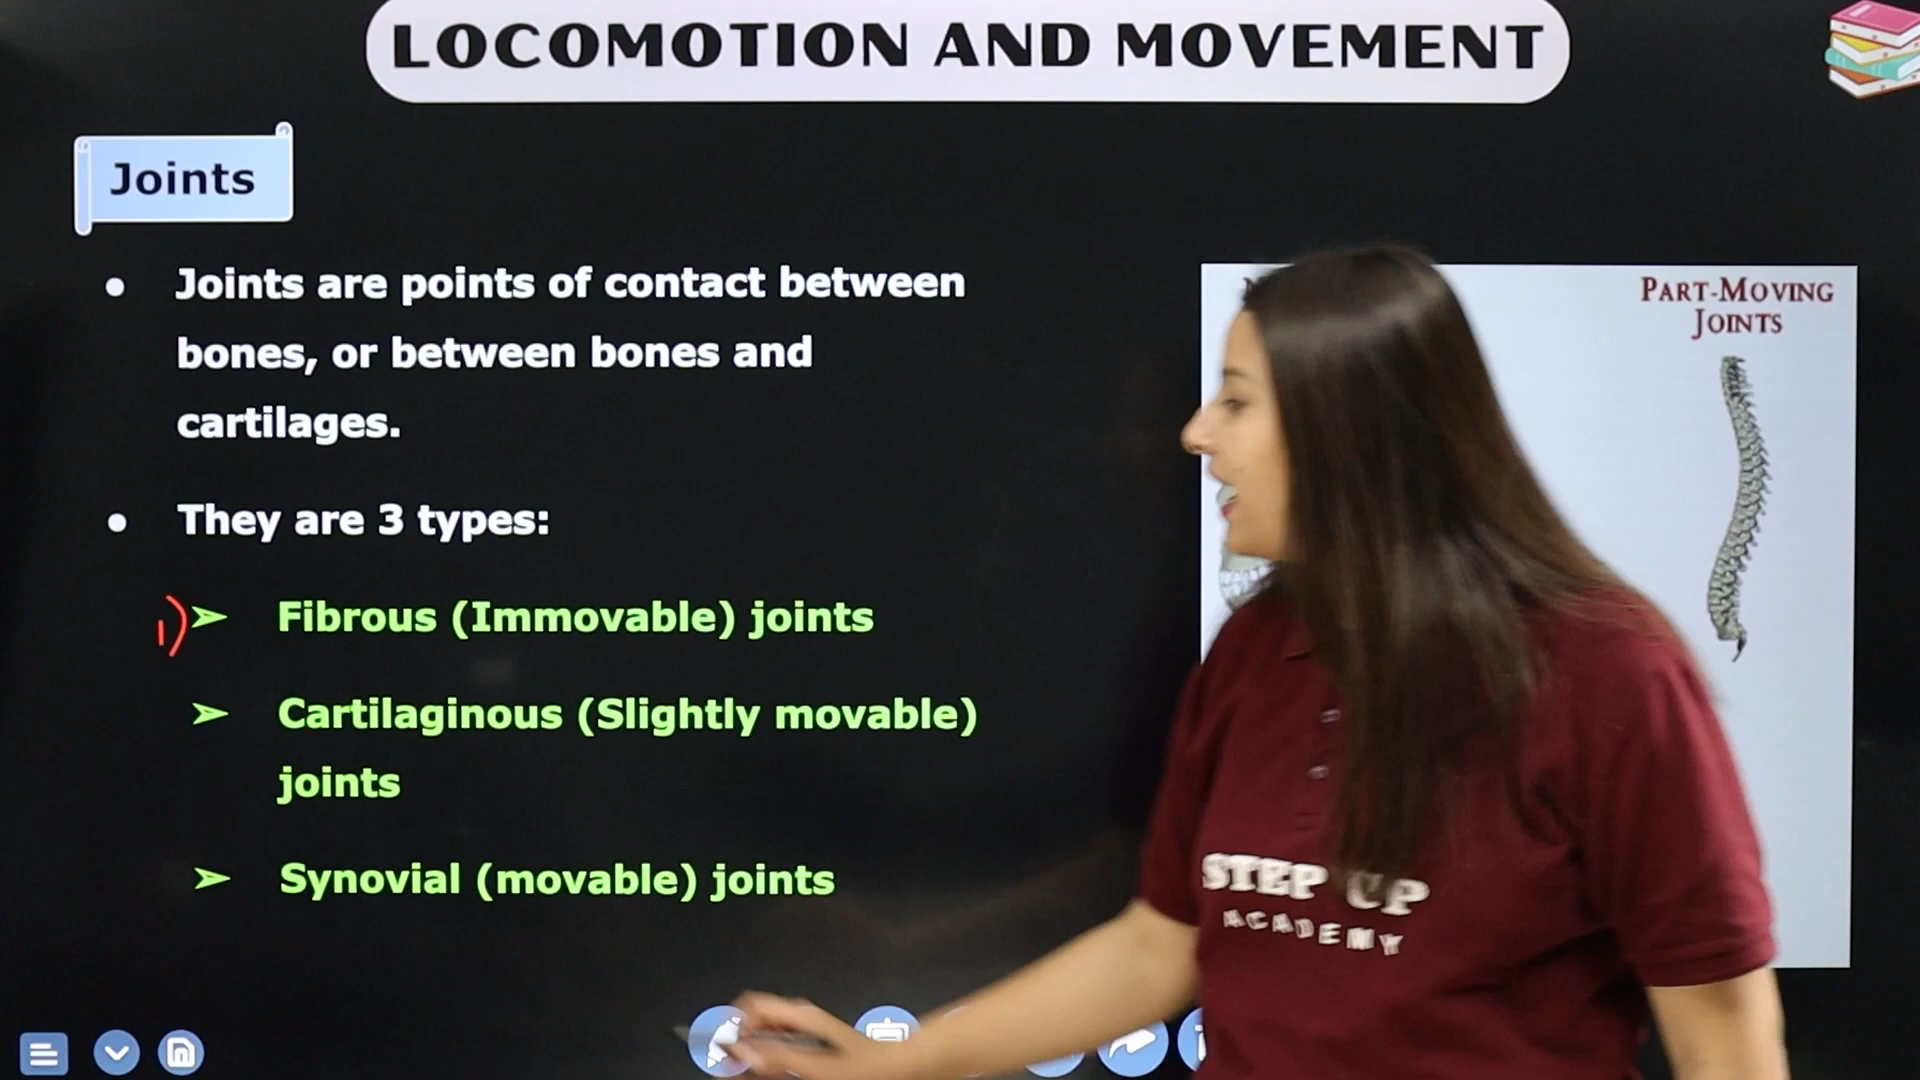 LOCOMOTION AND MOVEMENT
Joints
• Joints are points of contact between
bones, or between bones and
cartilages.
• They are 3 types:
1) ➢ Fibrous (Immovable) joints
➢ Cartilaginous (Slightly movable)
joints
➢ Synovial (movable) joints
PART-MOVING
JOINTS
STEP UP
ACADEMY